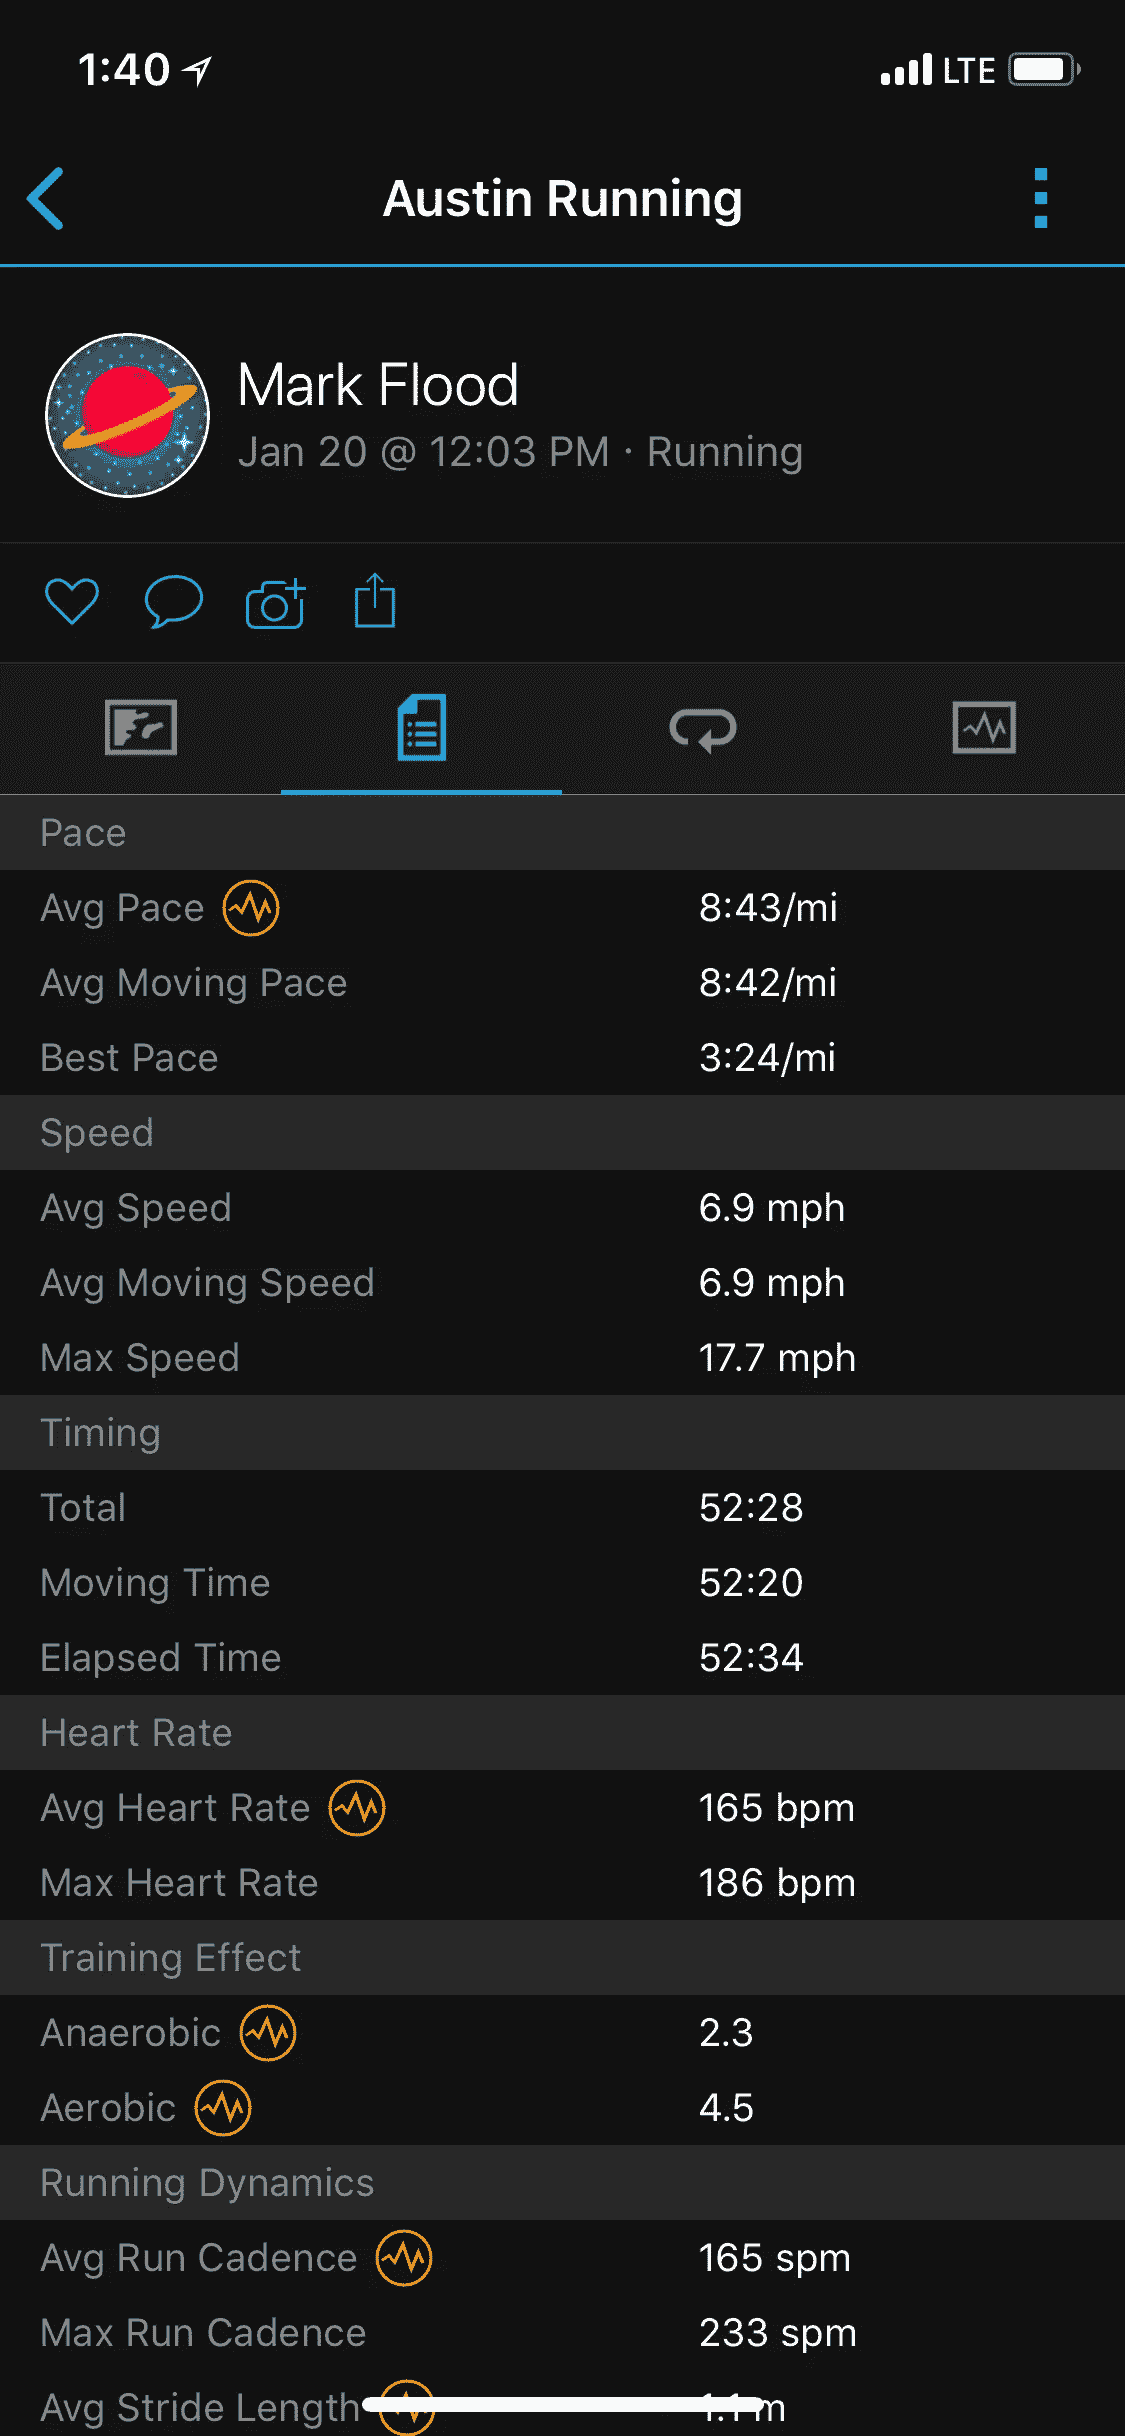 1:40 LTE
Austin Running
Mark Flood
Jan 20 @ 12:03 PM · Running
Pace
Avg Pace 8:43/mi
Avg Moving Pace 8:42/mi
Best Pace 3:24/mi
Speed
Avg Speed 6.9 mph
Avg Moving Speed 6.9 mph
Max Speed 17.7 mph
Timing
Total 52:28
Moving Time 52:20
Elapsed Time 52:34
Heart Rate
Avg Heart Rate 165 bpm
Max Heart Rate 186 bpm
Training Effect
Anaerobic 2.3
Aerobic 4.5
Running Dynamics
Avg Run Cadence 165 spm
Max Run Cadence 233 spm
Avg Stride Length 1.1 m